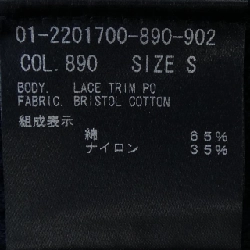 01-2201700-890-902
COL. 890 SIZE S
BODY. LACE TRIM PO
FABRIC. BRISTOL COTTON
組成表示
綿 65%
ナイロン 35%